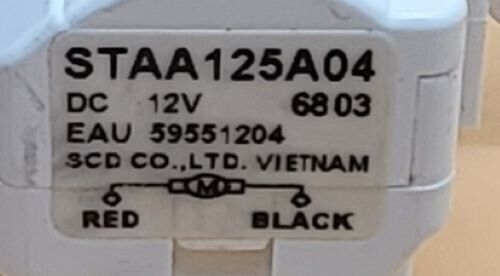 STAA125A04
DC 12V 6803
EAU 59551204
SCD CO.,LTD. VIETNAM
M
RED BLACK